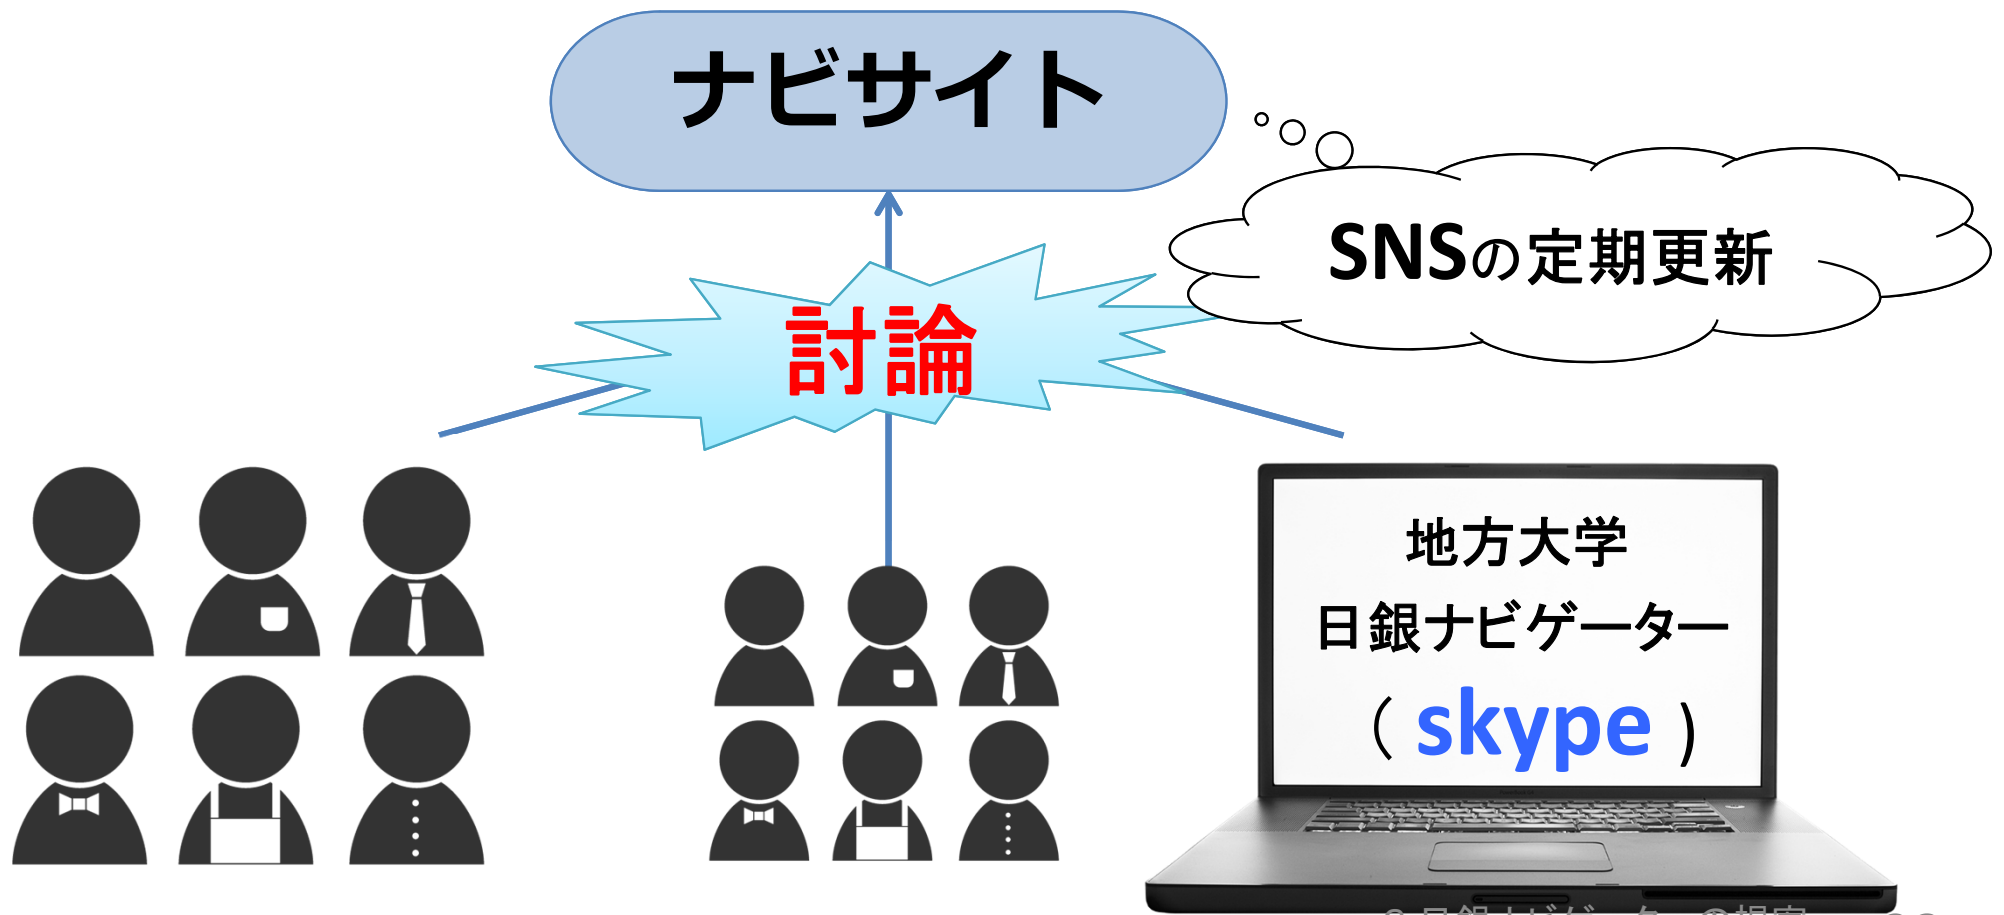 ナビサイト
SNSの定期更新
討論
地方大学
日銀ナビゲーター
（ skype ）